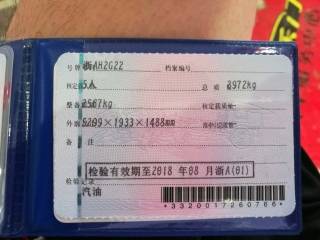 号牌号码 浙AH2G22 档案编号
核定载人数 5人 总质量 2972kg
整备质量 2567kg 核定载质量
外廓尺寸 5299×1933×1488mm 准牵引总质量
备注
检验有效期至2018年08月浙A(01)
检验记录
汽油
*3320017260766*